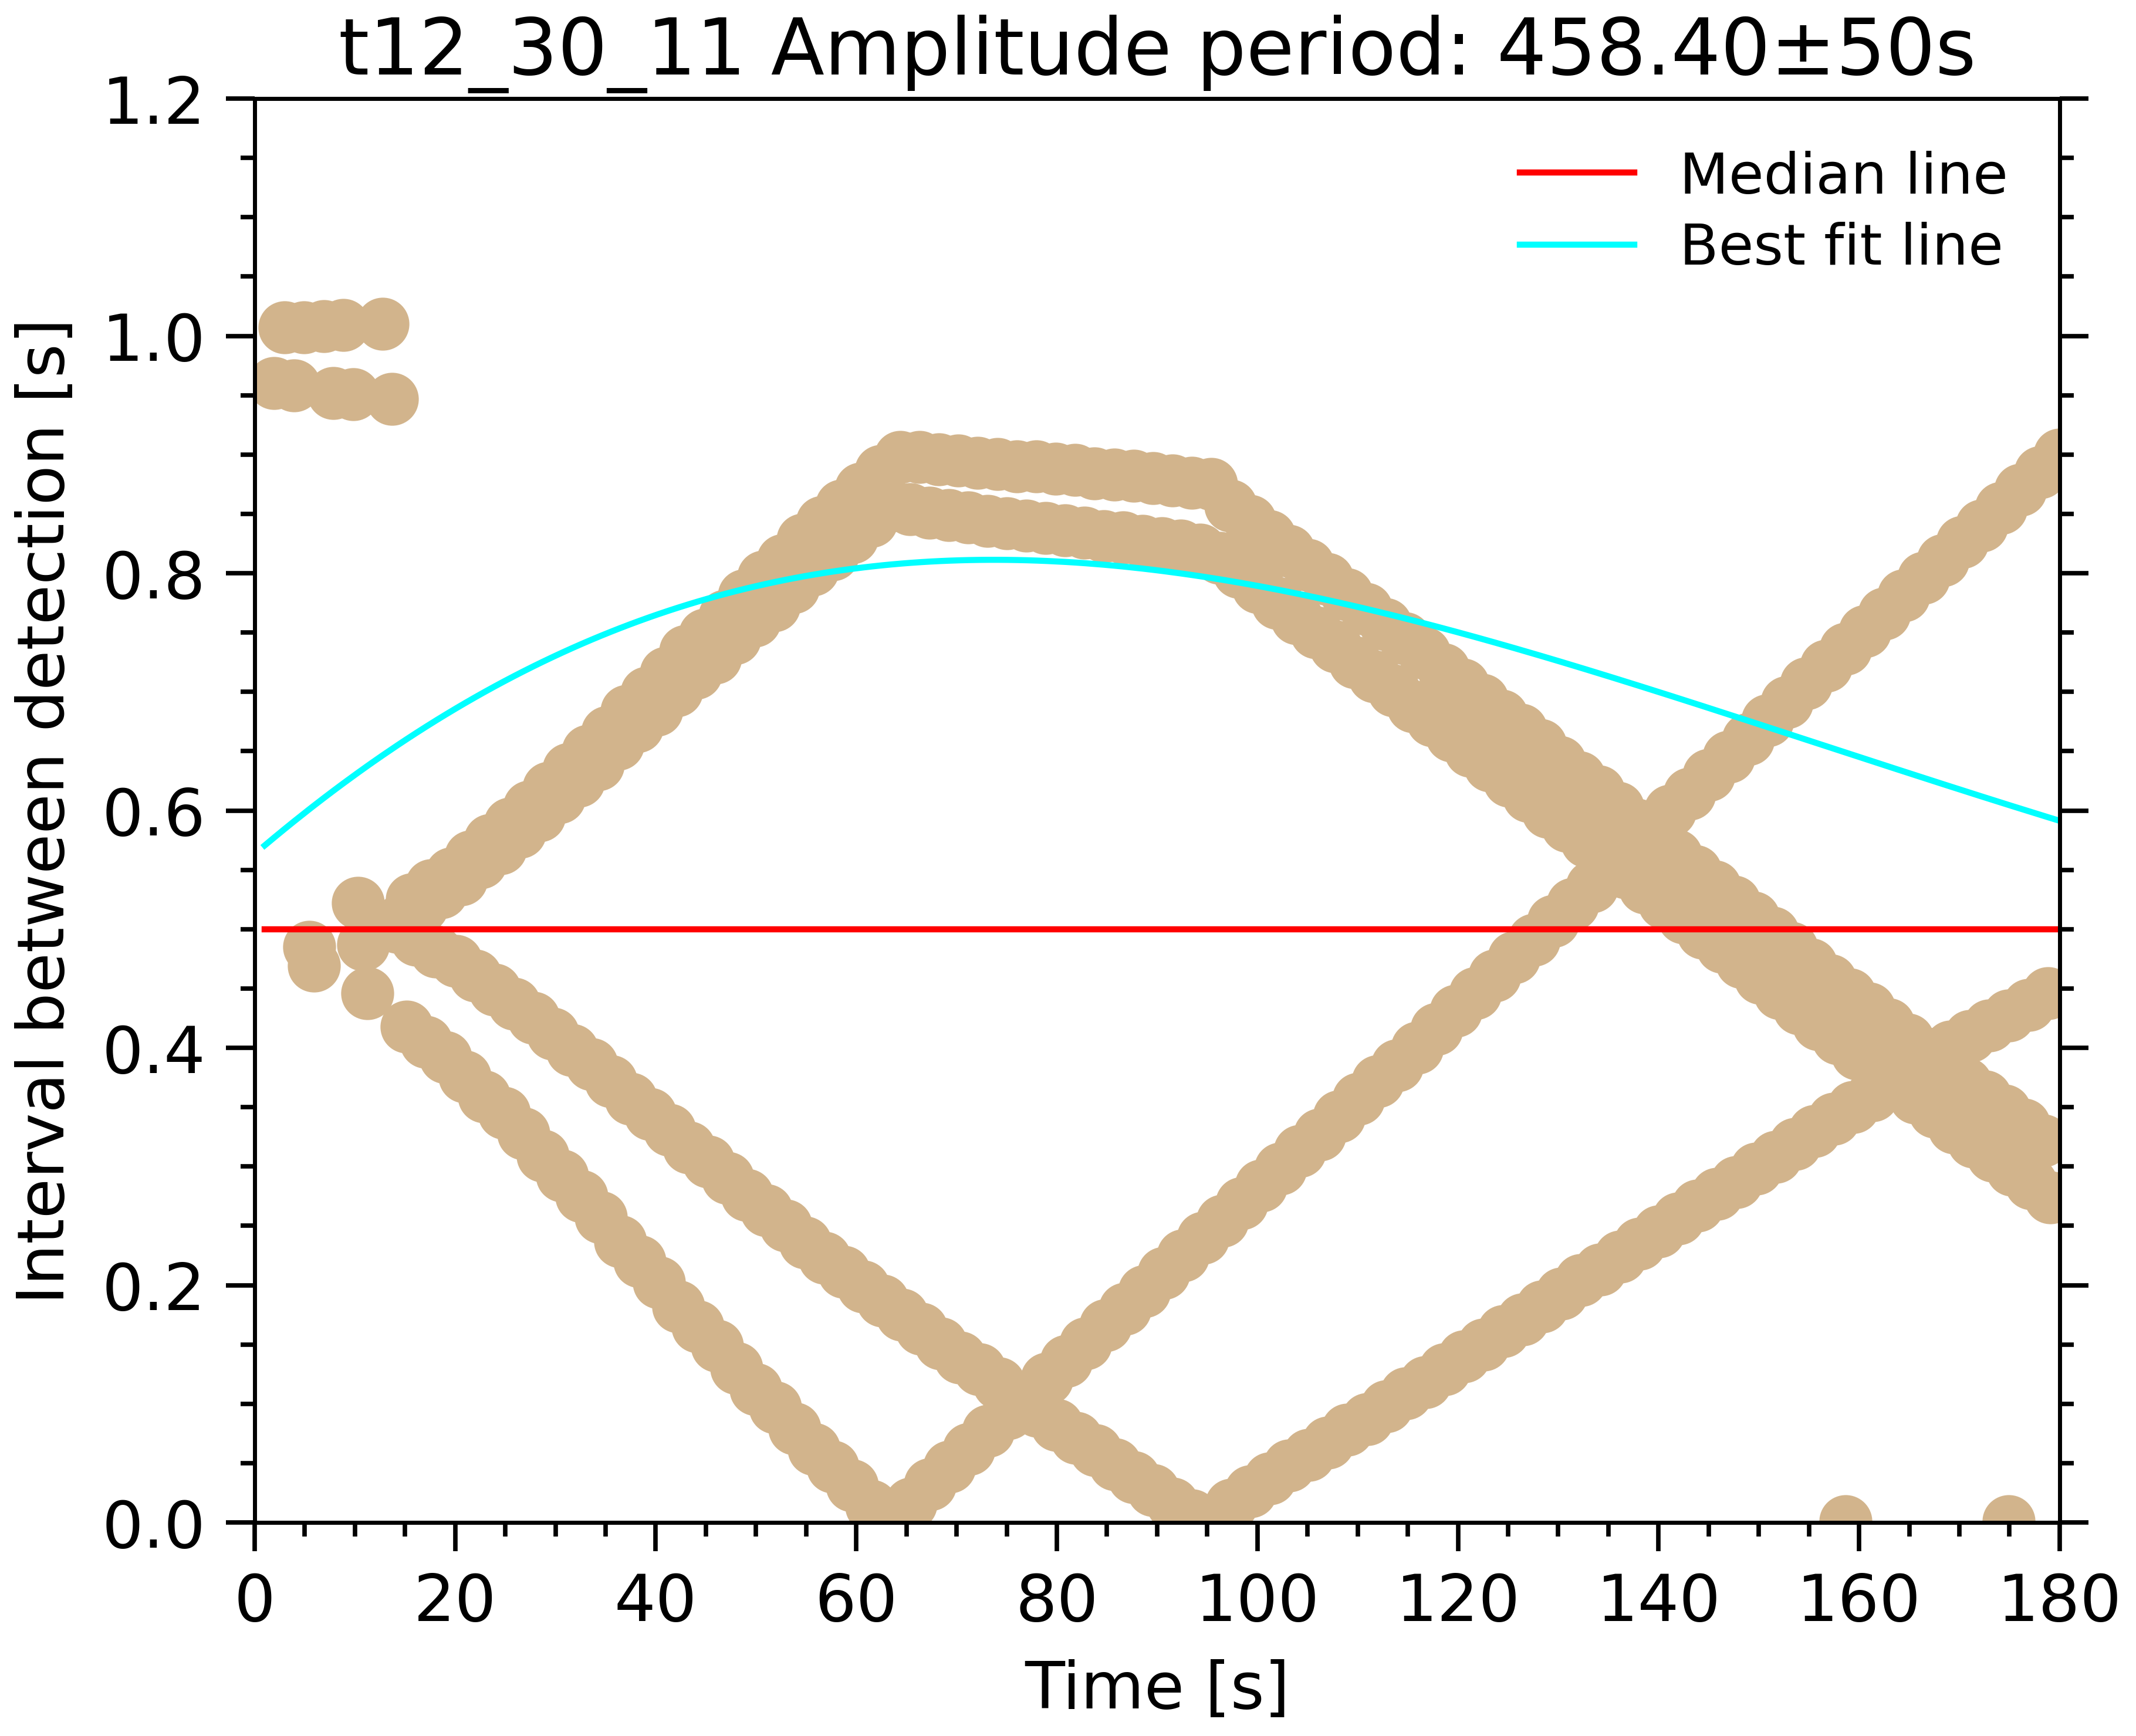 t12_30_11 Amplitude period: 458.40±50s
Interval between detection [s]
1.2
1.0
0.8
0.6
0.4
0.2
0.0
Median line
Best fit line
0 20 40 60 80 100 120 140 160 180
Time [s]